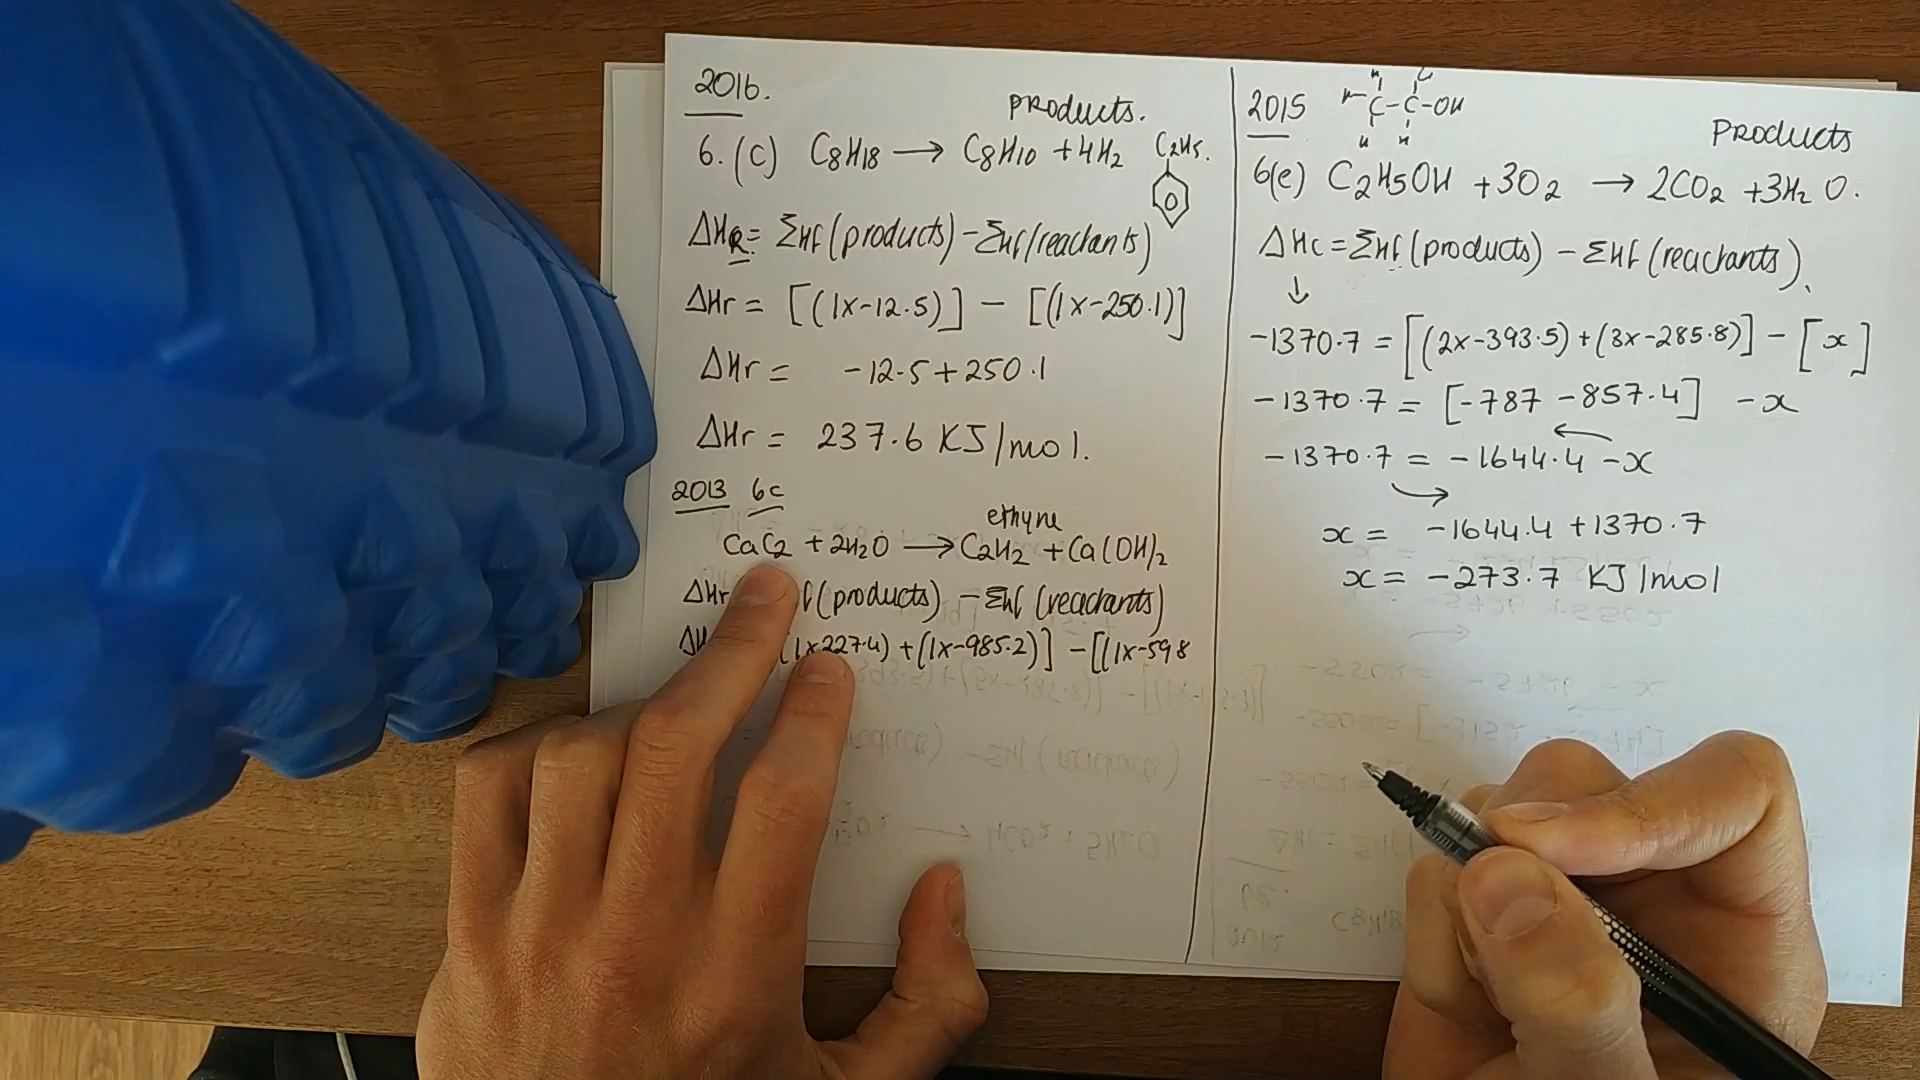 2016.
PRODUCTS.
6.(c) C8H18 → C8H10 + 4H2
C2H5.
ΔHR = ΣHf (products) - ΣHf (reactants)
ΔHr = [(1x-12.5)] - [(1x-250.1)]
ΔHr = -12.5 + 250.1
ΔHr = 237.6 KJ/mol.
2013 6c
ethyne
CaC2 + 2H2O → C2H2 + Ca(OH)2
ΔHr f (products) - ΣHf (reactants)
ΔH (1x227.4) + (1x-985.2)] - [(1x-59.8
2015
H H
H-C-C-OH
H H
PRODUCTS
6(e) C2H5OH + 3O2 → 2CO2 + 3H2O.
ΔHc = ΣHf (products) - ΣHf (reactants).
↓
-1370.7 = [(2x-393.5) + (3x-285.8)] - [x]
-1370.7 = [-787 - 857.4] - x
-1370.7 = -1644.4 - x
x = -1644.4 + 1370.7
x = -273.7 KJ/mol